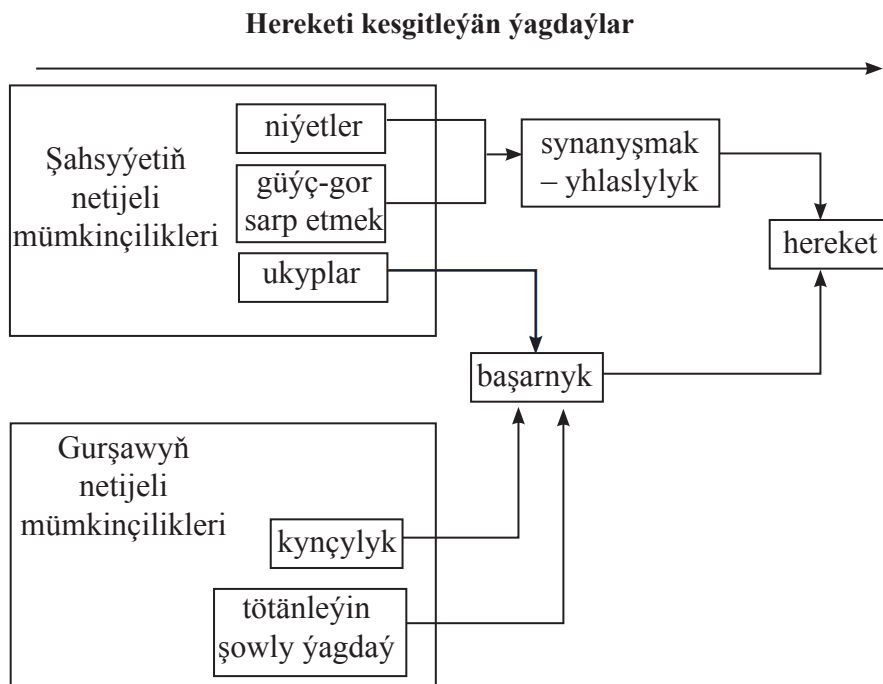 Hereketi kesgitleýän ýagdaýlar
Şahsyýetiň
netijeli
mümkinçilikleri
niýetler
güýç-gor
sarp etmek
ukyplar
synanyşmak
– yhlaslylyk
hereket
başarnyk
Gurşawyň
netijeli
mümkinçilikleri
kynçylyk
tötänleýin
şowly ýagdaý